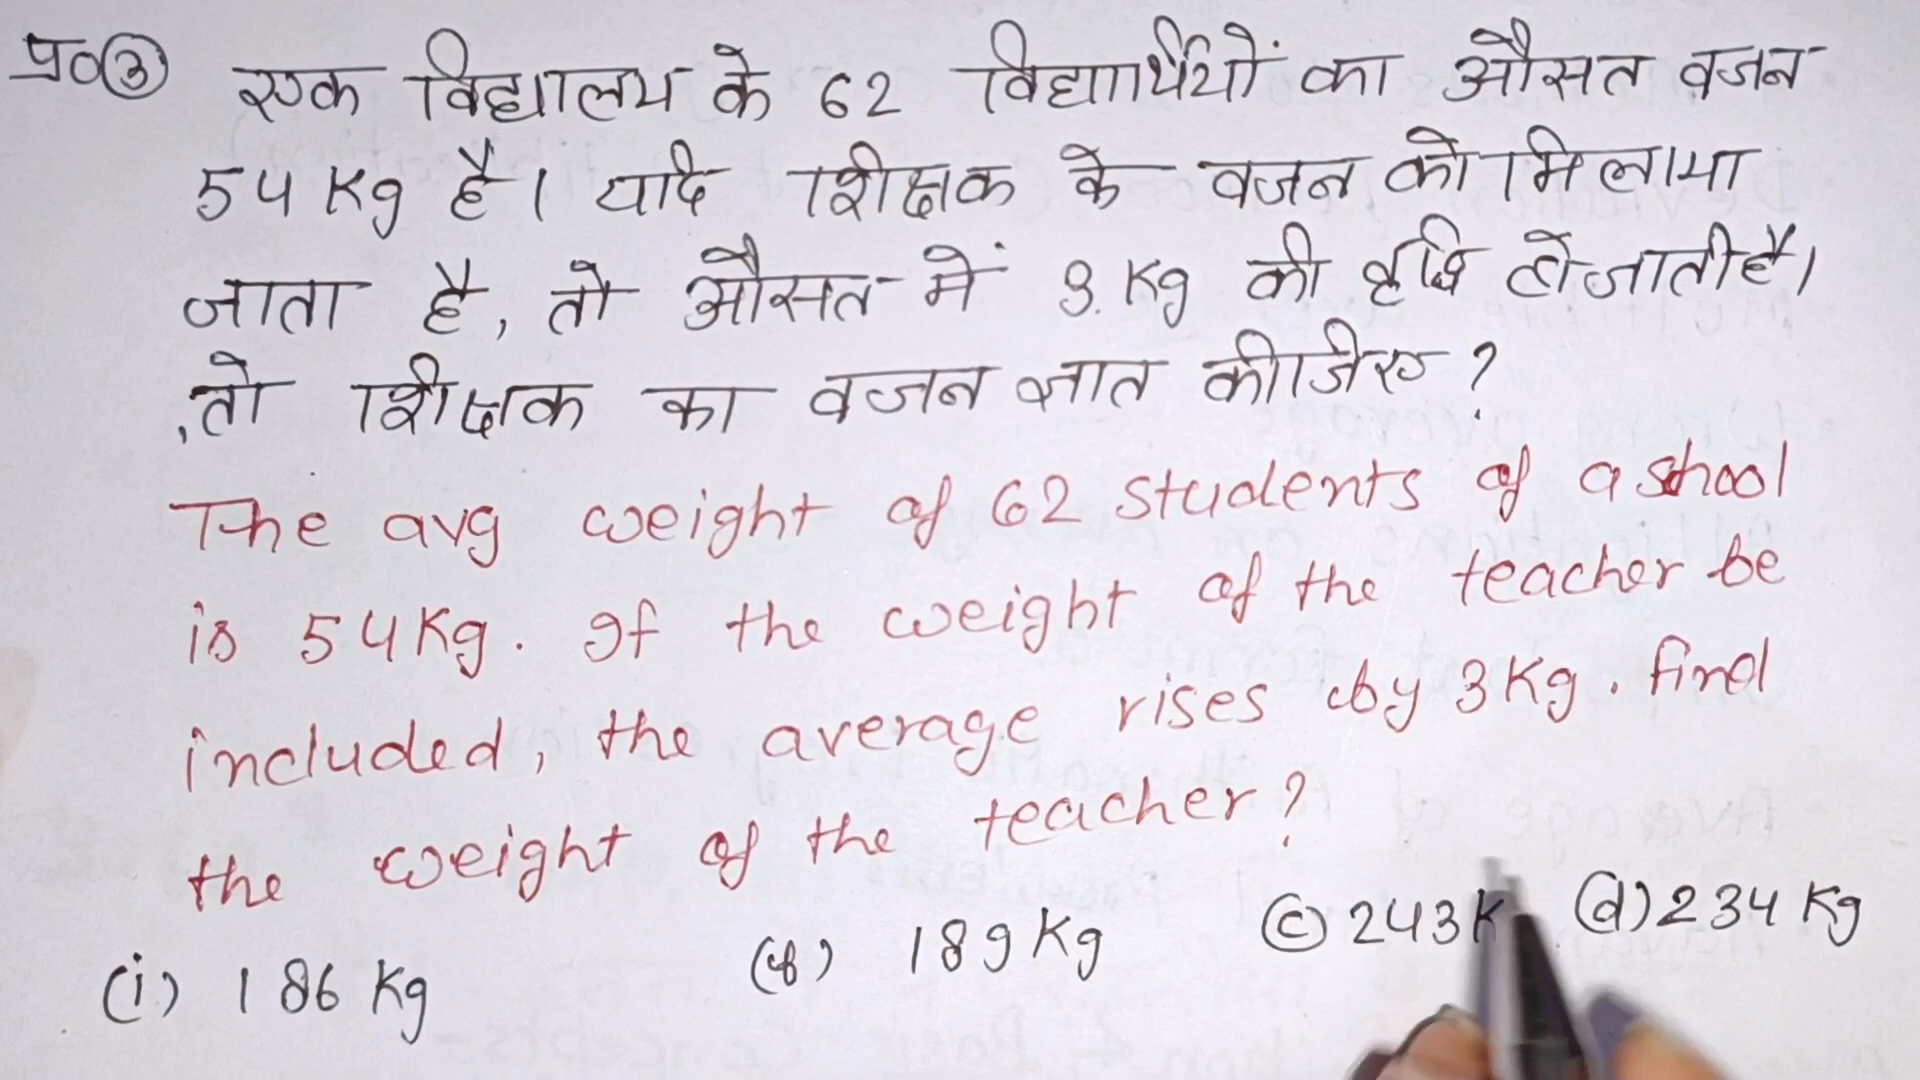 प्र०③ एक विद्यालय के 62 विद्यार्थियों का औसत वजन
54 Kg है। यदि शिक्षक के वजन को मिलाया
जाता है, तो औसत में 3. Kg की वृद्धि हो जाती है।
,तो शिक्षक का वजन ज्ञात कीजिए ?
The avg weight of 62 students of a school
is 54 Kg. If the weight of the teacher be
included, the average rises by 3 Kg. find
the weight of the teacher?
(i) 186 Kg (b) 189 Kg (c) 243 K (d) 234 Kg